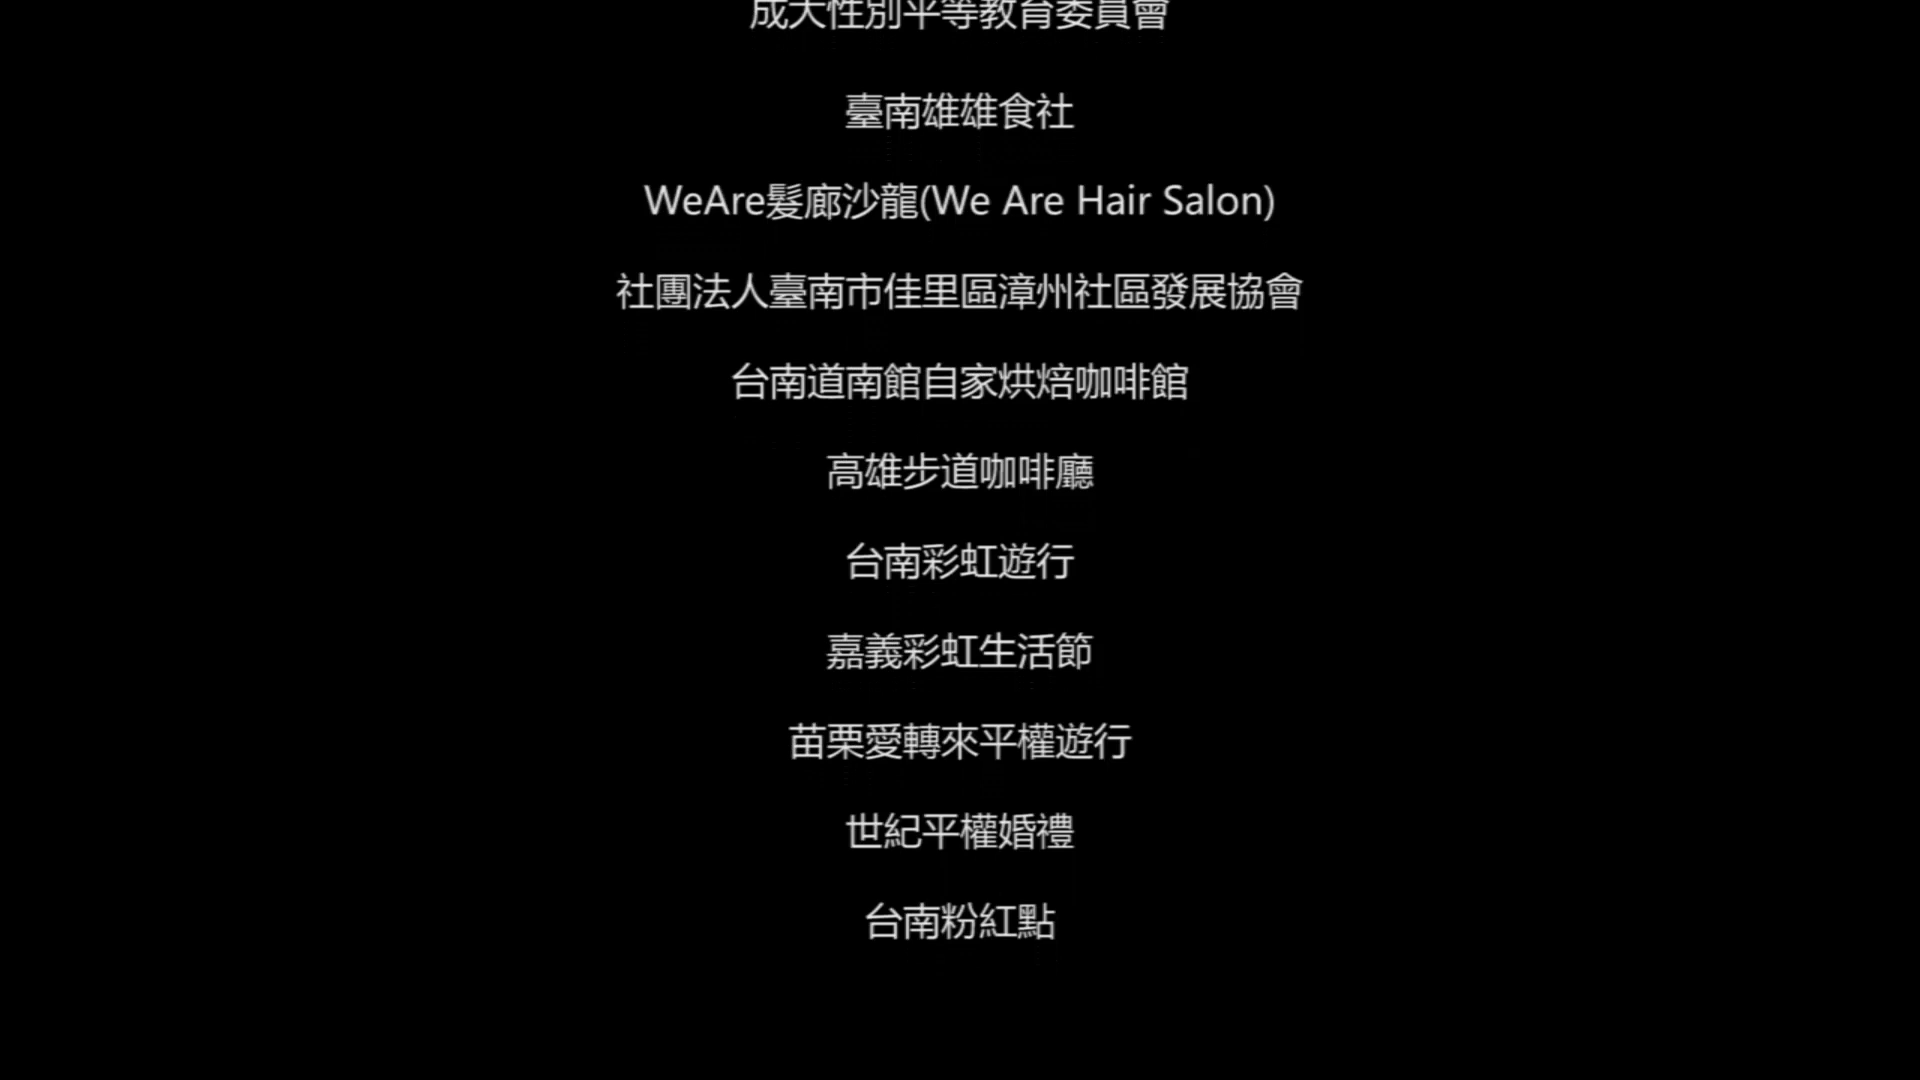 成大性別平等教育委員會
臺南雄雄食社
WeAre髮廊沙龍(We Are Hair Salon)
社團法人臺南市佳里區漳州社區發展協會
台南道南館自家烘焙咖啡館
高雄步道咖啡廳
台南彩虹遊行
嘉義彩虹生活節
苗栗愛轉來平權遊行
世紀平權婚禮
台南粉紅點